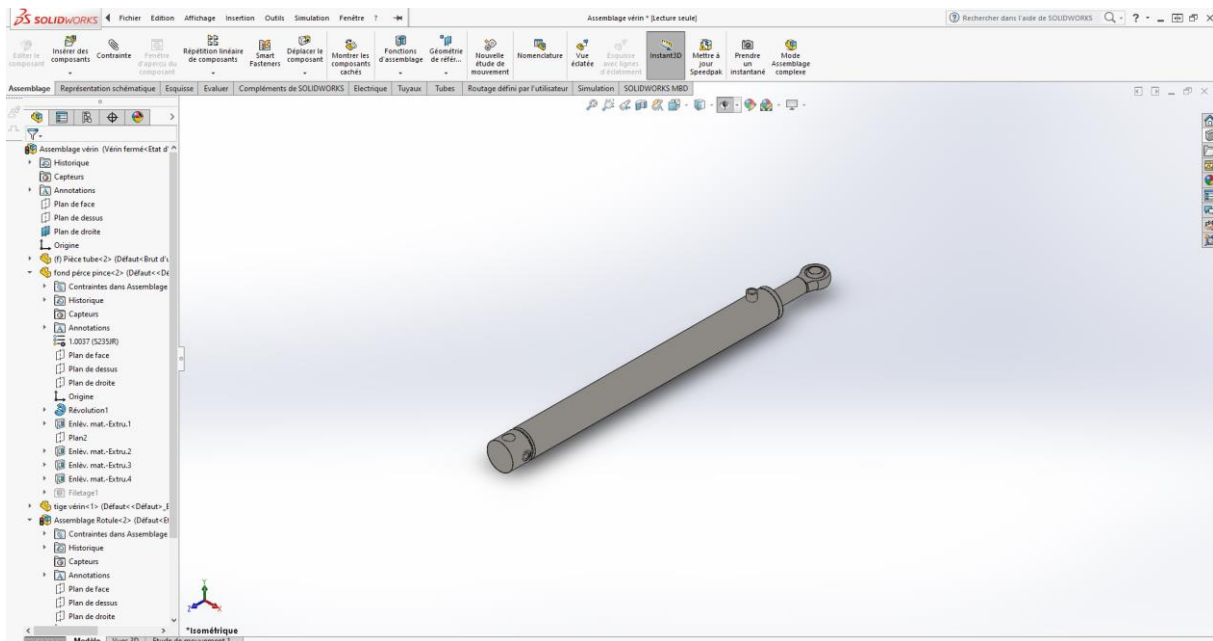 SOLIDWORKS Fichier Edition Affichage Insertion Outils Simulation Fenêtre ? Assemblage vérin * [Lecture seule] Rechercher dans l'aide de SOLIDWORKS ?
Editer le composant
Insérer des composants
Contrainte
Fenêtre d'aperçu du composant
Répétition linéaire de composants
Smart Fasteners
Déplacer le composant
Montrer les composants cachés
Fonctions d'assemblage
Géométrie de référ...
Nouvelle étude de mouvement
Nomenclature
Vue éclatée
Esquisse avec lignes d'éclatement
Instant3D
Mettre à jour Speedpak
Prendre un instantané
Mode Assemblage complexe
Assemblage Représentation schématique Esquisse Evaluer Compléments de SOLIDWORKS Electrique Tuyaux Tubes Routage défini par l'utilisateur Simulation SOLIDWORKS MBD
Assemblage vérin (Vérin fermé<Etat d'
Historique
Capteurs
Annotations
Plan de face
Plan de dessus
Plan de droite
Origine
(f) Pièce tube<2> (Défaut<Brut d'u
fond pérce pince<2> (Défaut<<Dé
Contraintes dans Assemblage
Historique
Capteurs
Annotations
1.0037 (S235JR)
Plan de face
Plan de dessus
Plan de droite
Origine
Révolution1
Enlèv. mat.-Extru.1
Plan2
Enlèv. mat.-Extru.2
Enlèv. mat.-Extru.3
Enlèv. mat.-Extru.4
Filetage1
tige vérin<1> (Défaut<<Défaut>_E
Assemblage Rotule<2> (Défaut<Et
Contraintes dans Assemblage
Historique
Capteurs
Annotations
Plan de face
Plan de dessus
Plan de droite
Y
Z X
*Isométrique
Modèle Vues 3D Etude de mouvement 1